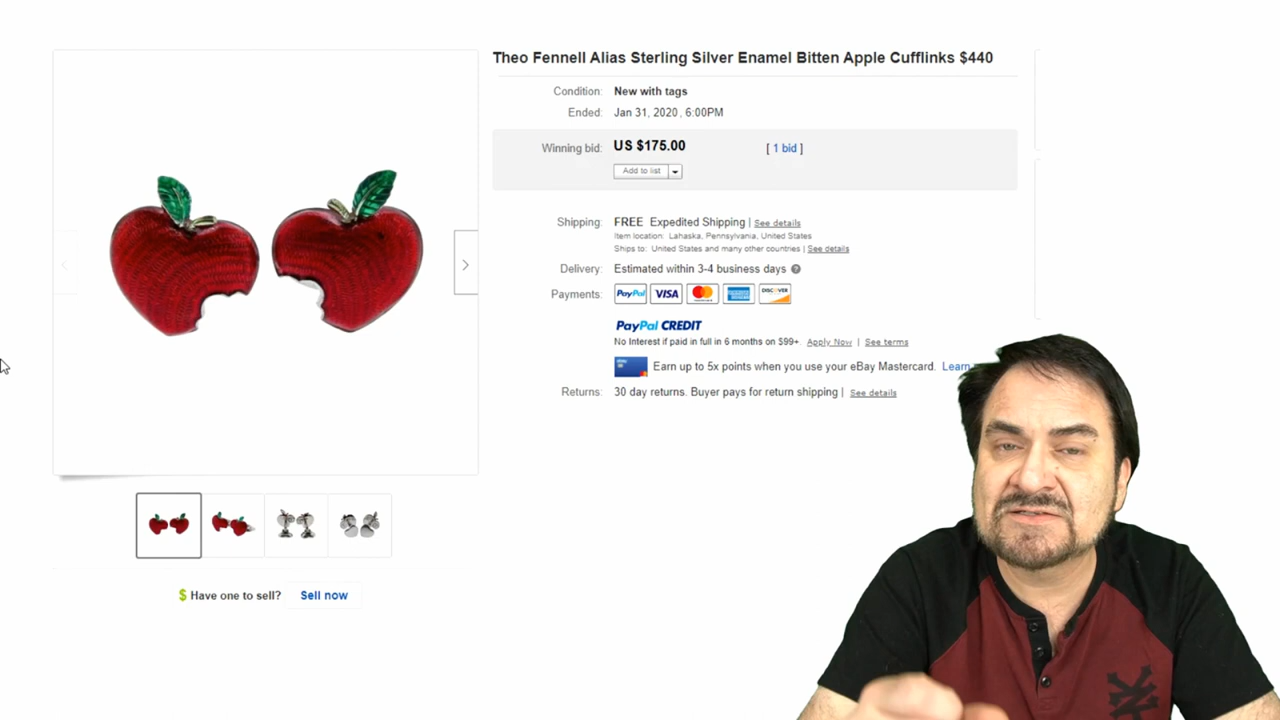 Theo Fennell Alias Sterling Silver Enamel Bitten Apple Cufflinks $440
Condition: New with tags
Ended: Jan 31, 2020, 6:00PM
Winning bid: US $175.00 [ 1 bid ]
Add to list
Shipping: FREE Expedited Shipping | See details
Item location: Lahaska, Pennsylvania, United States
Ships to: United States and many other countries | See details
Delivery: Estimated within 3-4 business days ?
Payments: PayPal VISA MasterCard DISCOVER
PayPal CREDIT
No Interest if paid in full in 6 months on $99+. Apply Now | See terms
Earn up to 5x points when you use your eBay Mastercard. Learn
Returns: 30 day returns. Buyer pays for return shipping | See details
$ Have one to sell? Sell now